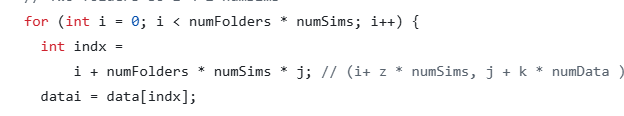 for (int i = 0; i < numFolders * numSims; i++) {
int indx =
i + numFolders * numSims * j; // (i+ z * numSims, j + k * numData )
datai = data[indx];